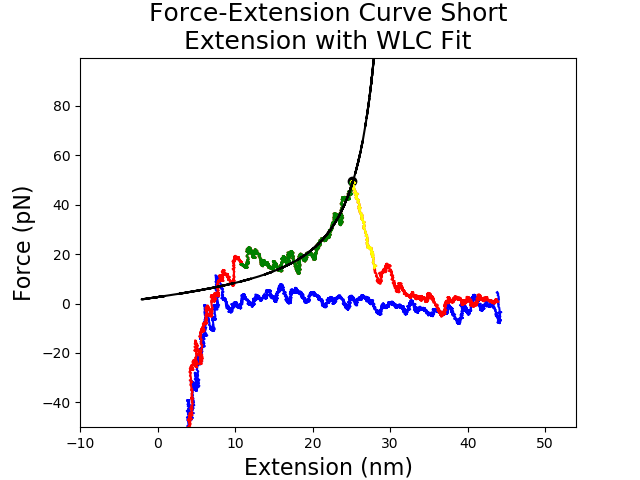 Force-Extension Curve Short
Extension with WLC Fit
Force (pN)
80
60
40
20
0
−20
−40
−10 0 10 20 30 40 50
Extension (nm)